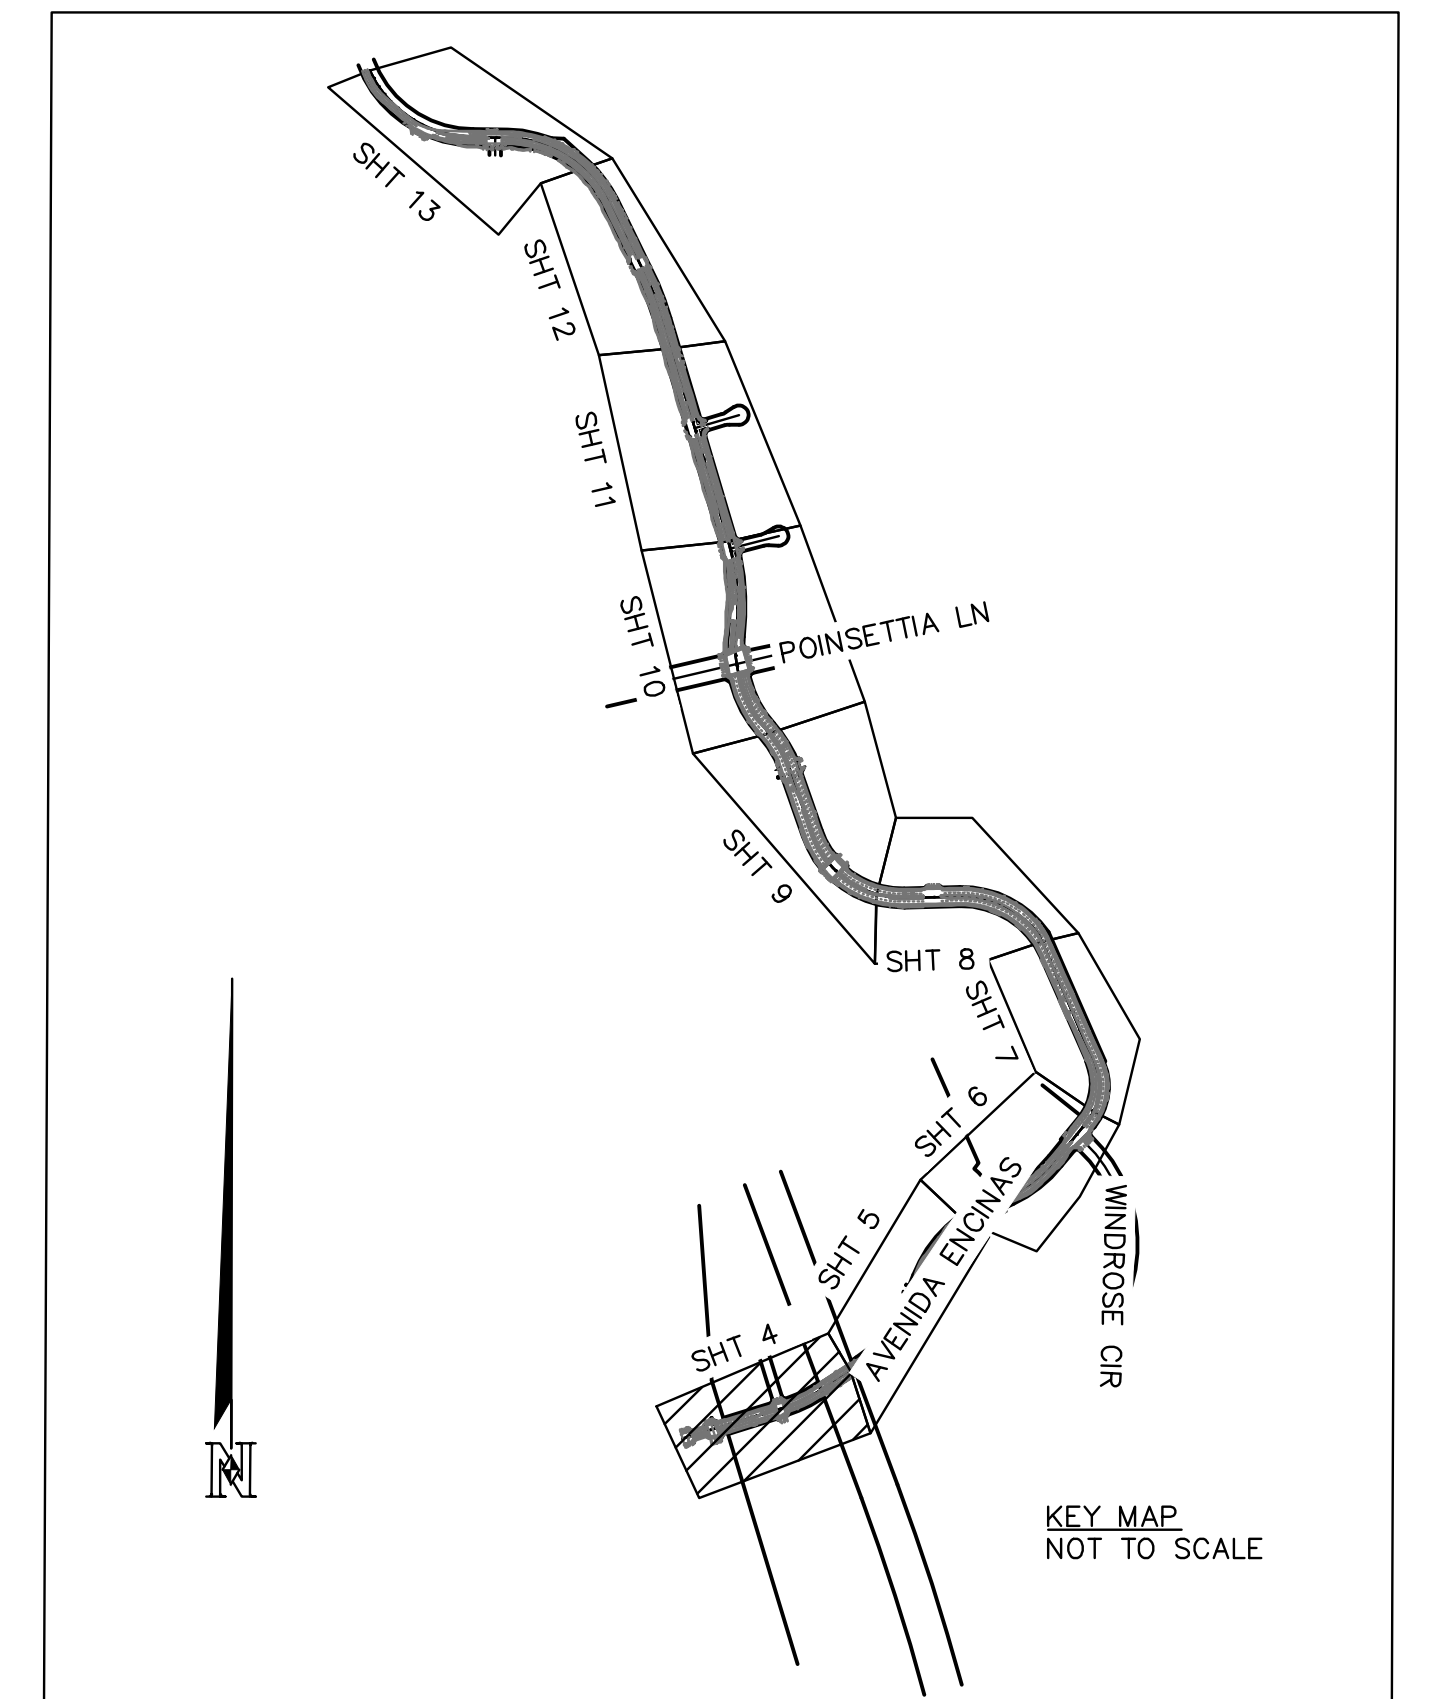 SHT 13
SHT 12
SHT 11
SHT 10
POINSETTIA LN
SHT 9
SHT 8
SHT 7
SHT 6
SHT 5
AVENIDA ENCINAS
WINDROSE CIR
SHT 4
N
KEY MAP
NOT TO SCALE